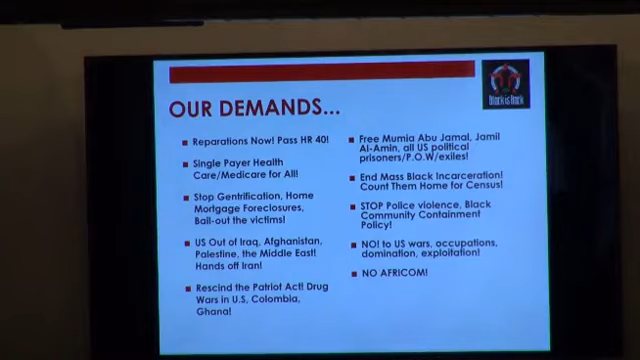 OUR DEMANDS...
Black is Back
Reparations Now! Pass HR 40!
Single Payer Health
Care/Medicare for All!
Stop Gentrification, Home
Mortgage Foreclosures,
Bail-out the victims!
US Out of Iraq, Afghanistan,
Palestine, the Middle East!
Hands off Iran!
Rescind the Patriot Act! Drug
Wars in U.S, Colombia,
Ghana!
Free Mumia Abu Jamal, Jamil
Al-Amin, all US political
prisoners/P.O.W/exiles!
End Mass Black Incarceration!
Count Them Home for Census!
STOP Police violence, Black
Community Containment
Policy!
NO! to US wars, occupations,
domination, exploitation!
NO AFRICOM!